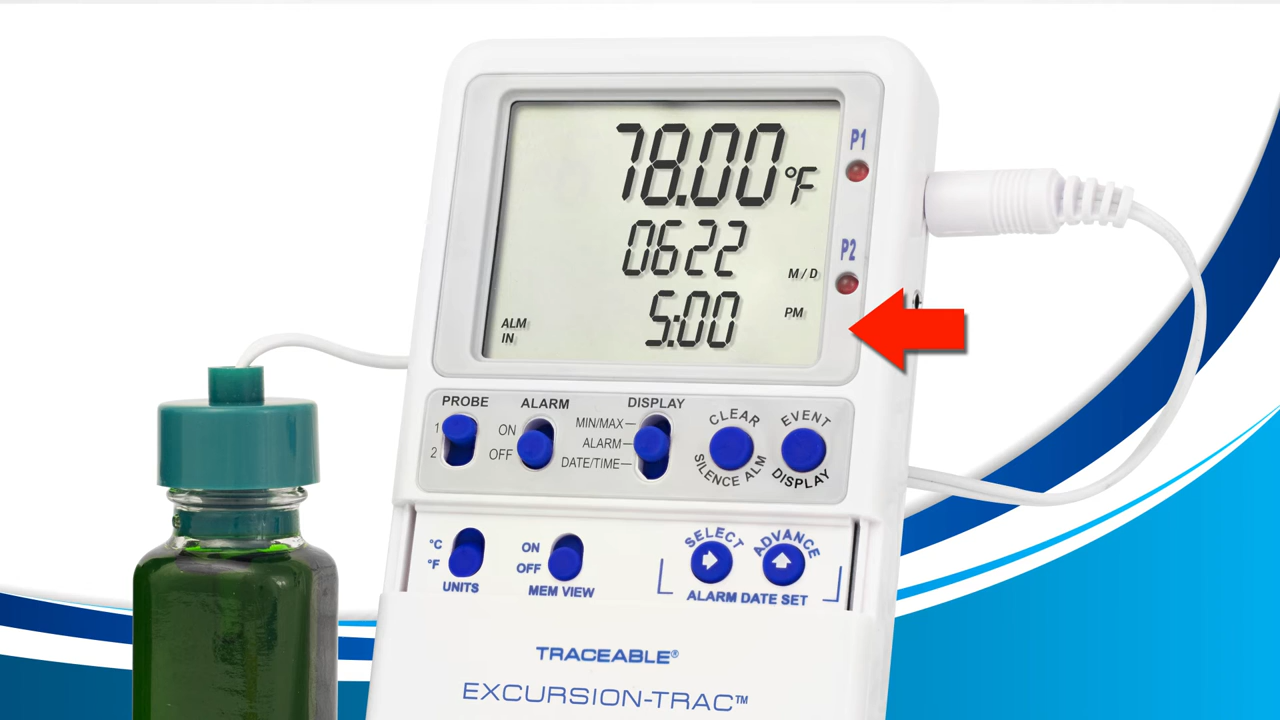 78.00 °F
P1
0622 M/D
P2
5:00 PM
ALM
IN
PROBE
1
2
ALARM
ON
OFF
DISPLAY
MIN/MAX
ALARM
DATE/TIME
CLEAR
SILENCE ALM
EVENT
DISPLAY
°C
°F
UNITS
ON
OFF
MEM VIEW
SELECT
ADVANCE
ALARM DATE SET
TRACEABLE®
EXCURSION-TRAC™